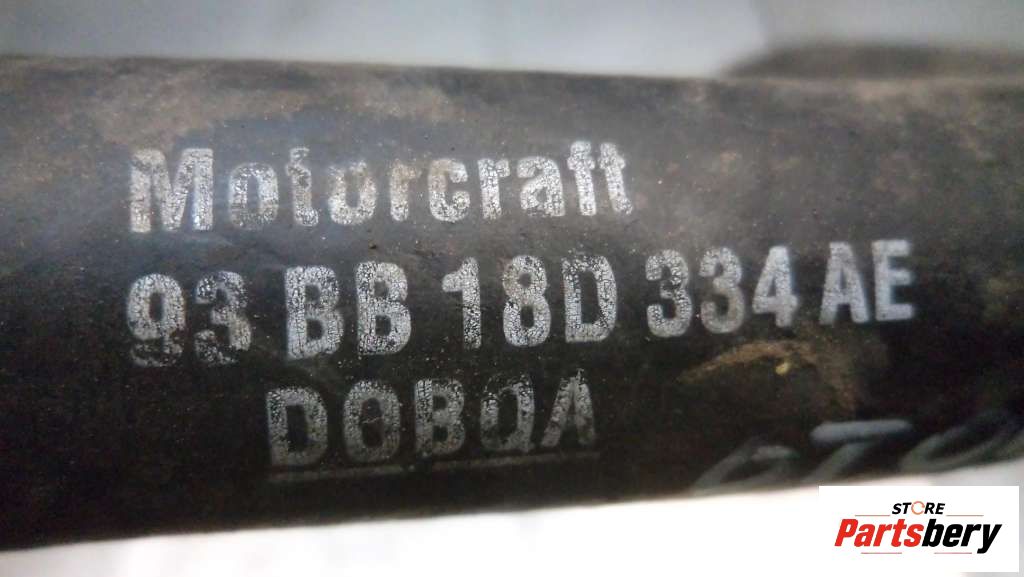 Motorcraft
93 BB 18D 334 AE
DOBQA
STORE
Partsbery